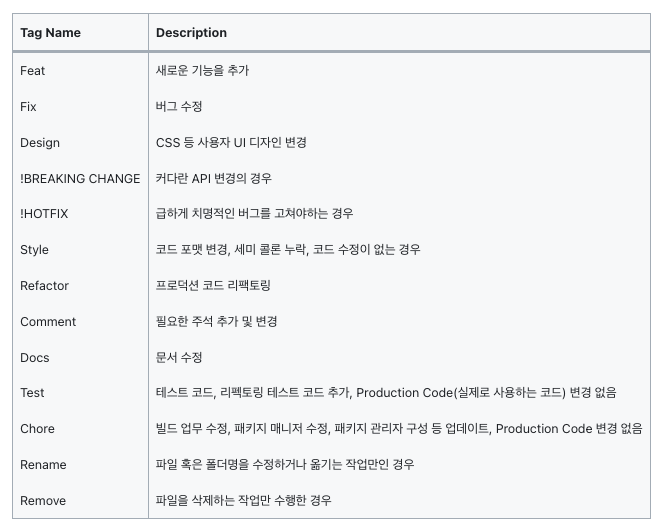 Tag Name Description
Feat 새로운 기능을 추가
Fix 버그 수정
Design CSS 등 사용자 UI 디자인 변경
!BREAKING CHANGE 커다란 API 변경의 경우
!HOTFIX 급하게 치명적인 버그를 고쳐야하는 경우
Style 코드 포맷 변경, 세미 콜론 누락, 코드 수정이 없는 경우
Refactor 프로덕션 코드 리팩토링
Comment 필요한 주석 추가 및 변경
Docs 문서 수정
Test 테스트 코드, 리펙토링 테스트 코드 추가, Production Code(실제로 사용하는 코드) 변경 없음
Chore 빌드 업무 수정, 패키지 매니저 수정, 패키지 관리자 구성 등 업데이트, Production Code 변경 없음
Rename 파일 혹은 폴더명을 수정하거나 옮기는 작업만인 경우
Remove 파일을 삭제하는 작업만 수행한 경우